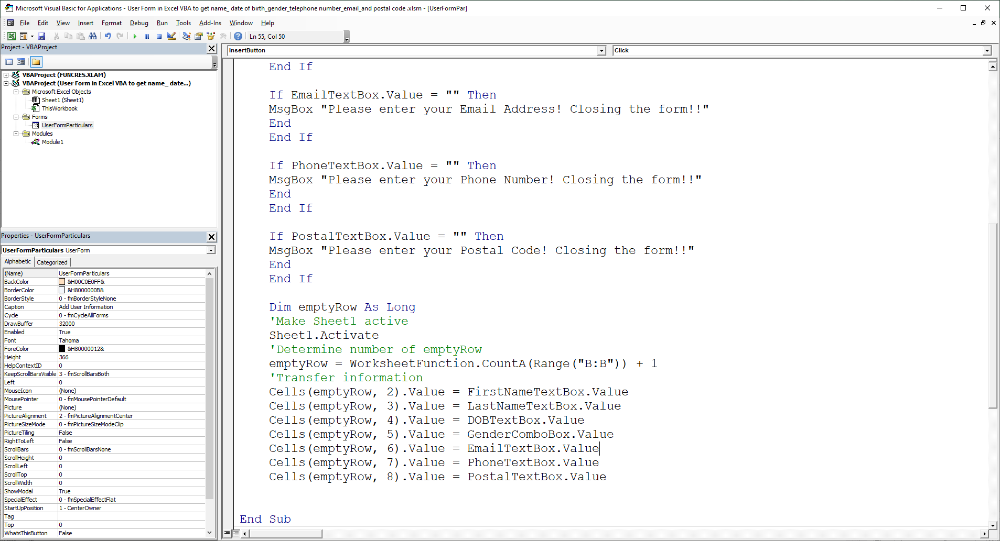 Microsoft Visual Basic for Applications - User Form in Excel VBA to get name_ date of birth_gender_telephone number_email_and postal code .xlsm - [UserFormPar]
File Edit View Insert Format Debug Run Tools Add-Ins Window Help
Ln 55, Col 50
Project - VBAProject
VBAProject (FUNCRES.XLAM)
VBAProject (User Form in Excel VBA to get name_ date...)
Microsoft Excel Objects
Sheet1 (Sheet1)
ThisWorkbook
Forms
UserFormParticulars
Modules
Module1
Properties - UserFormParticulars
UserFormParticulars UserForm
Alphabetic Categorized
(Name) UserFormParticulars
BackColor &H00C0E0FF&
BorderColor &H8000000B&
BorderStyle 0 - fmBorderStyleNone
Caption Add User Information
Cycle 0 - fmCycleAllForms
DrawBuffer 32000
Enabled True
Font Tahoma
ForeColor &H80000012&
Height 366
HelpContextID 0
KeepScrollBarsVisible 3 - fmScrollBarsBoth
Left 0
MouseIcon (None)
MousePointer 0 - fmMousePointerDefault
Picture (None)
PictureAlignment 2 - fmPictureAlignmentCenter
PictureSizeMode 0 - fmPictureSizeModeClip
PictureTiling False
RightToLeft False
ScrollBars 0 - fmScrollBarsNone
ScrollHeight 0
ScrollLeft 0
ScrollTop 0
ScrollWidth 0
ShowModal True
SpecialEffect 0 - fmSpecialEffectFlat
StartUpPosition 1 - CenterOwner
Tag
Top 0
WhatsThisButton False
InsertButton Click
End If
If EmailTextBox.Value = "" Then
MsgBox "Please enter your Email Address! Closing the form!!"
End
End If
If PhoneTextBox.Value = "" Then
MsgBox "Please enter your Phone Number! Closing the form!!"
End
End If
If PostalTextBox.Value = "" Then
MsgBox "Please enter your Postal Code! Closing the form!!"
End
End If
Dim emptyRow As Long
'Make Sheet1 active
Sheet1.Activate
'Determine number of emptyRow
emptyRow = WorksheetFunction.CountA(Range("B:B")) + 1
'Transfer information
Cells(emptyRow, 2).Value = FirstNameTextBox.Value
Cells(emptyRow, 3).Value = LastNameTextBox.Value
Cells(emptyRow, 4).Value = DOBTextBox.Value
Cells(emptyRow, 5).Value = GenderComboBox.Value
Cells(emptyRow, 6).Value = EmailTextBox.Value
Cells(emptyRow, 7).Value = PhoneTextBox.Value
Cells(emptyRow, 8).Value = PostalTextBox.Value
End Sub